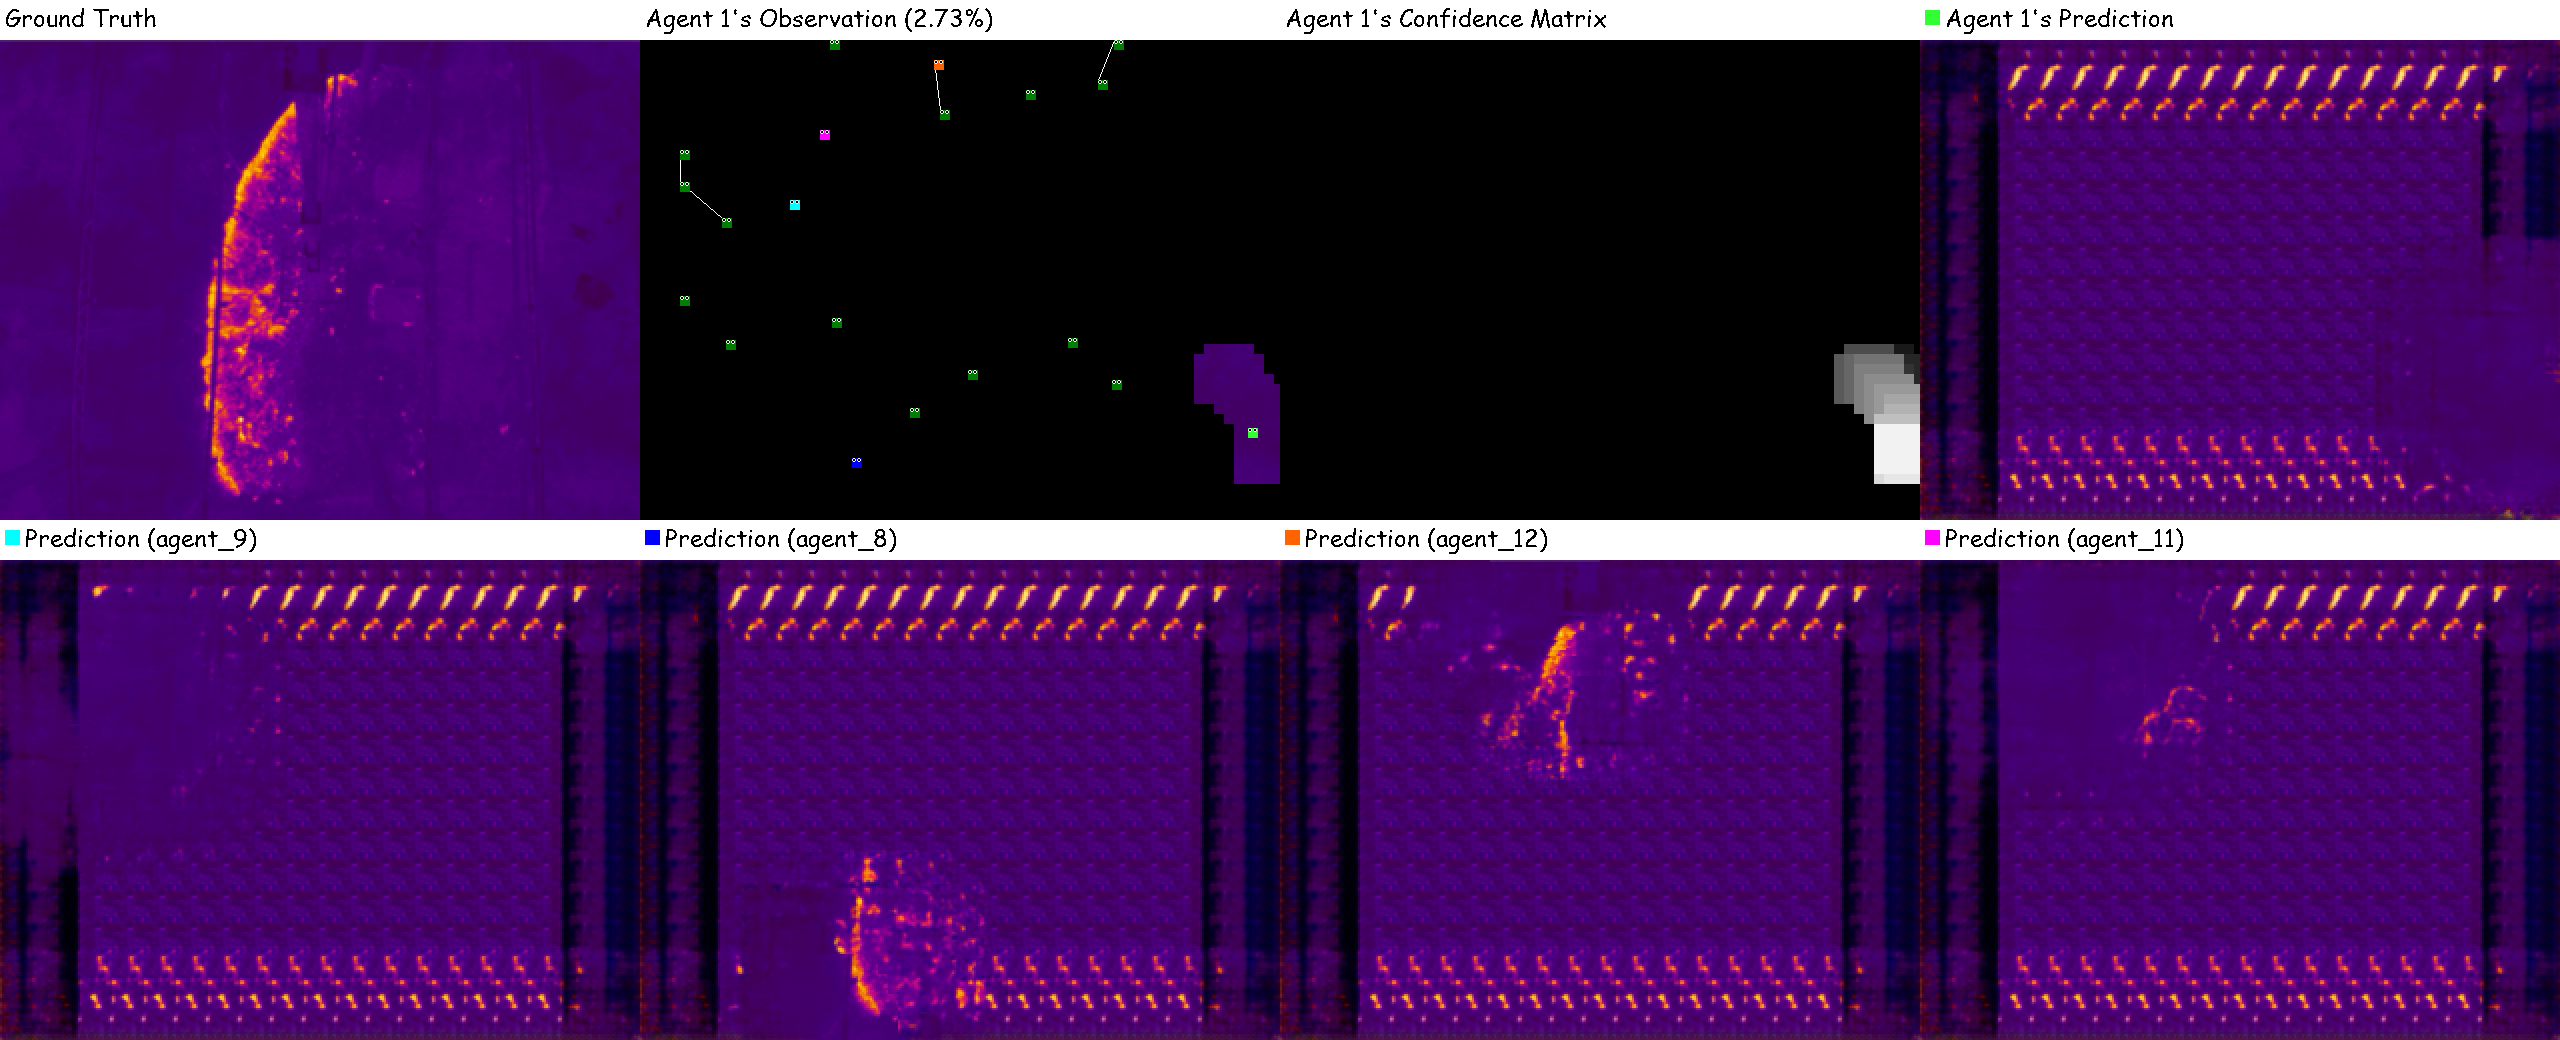 Ground Truth
Agent 1's Observation (2.73%)
Agent 1's Confidence Matrix
Agent 1's Prediction
Prediction (agent_9)
Prediction (agent_8)
Prediction (agent_12)
Prediction (agent_11)